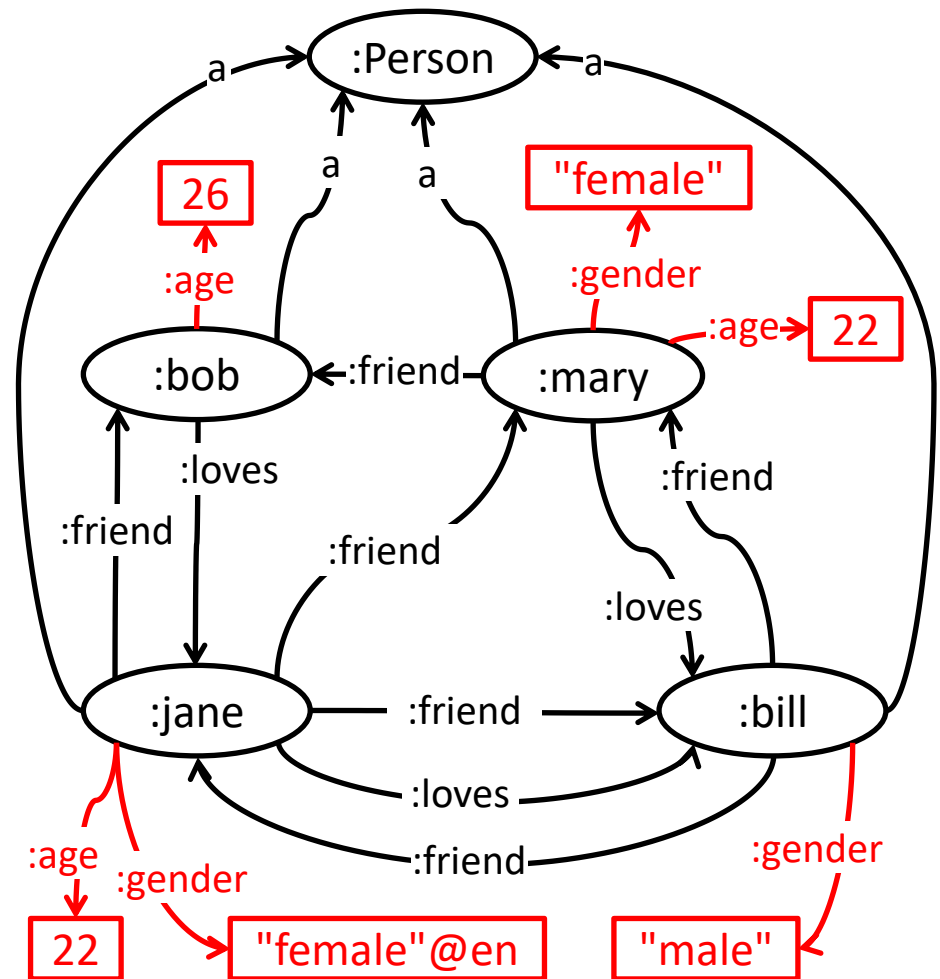 :Person
a
a
a
a
26
"female"
:age
:gender
:age
22
:bob
:friend
:mary
:loves
:friend
:friend
:friend
:loves
:jane
:friend
:bill
:loves
:friend
:age
:gender
:gender
22
"female"@en
"male"